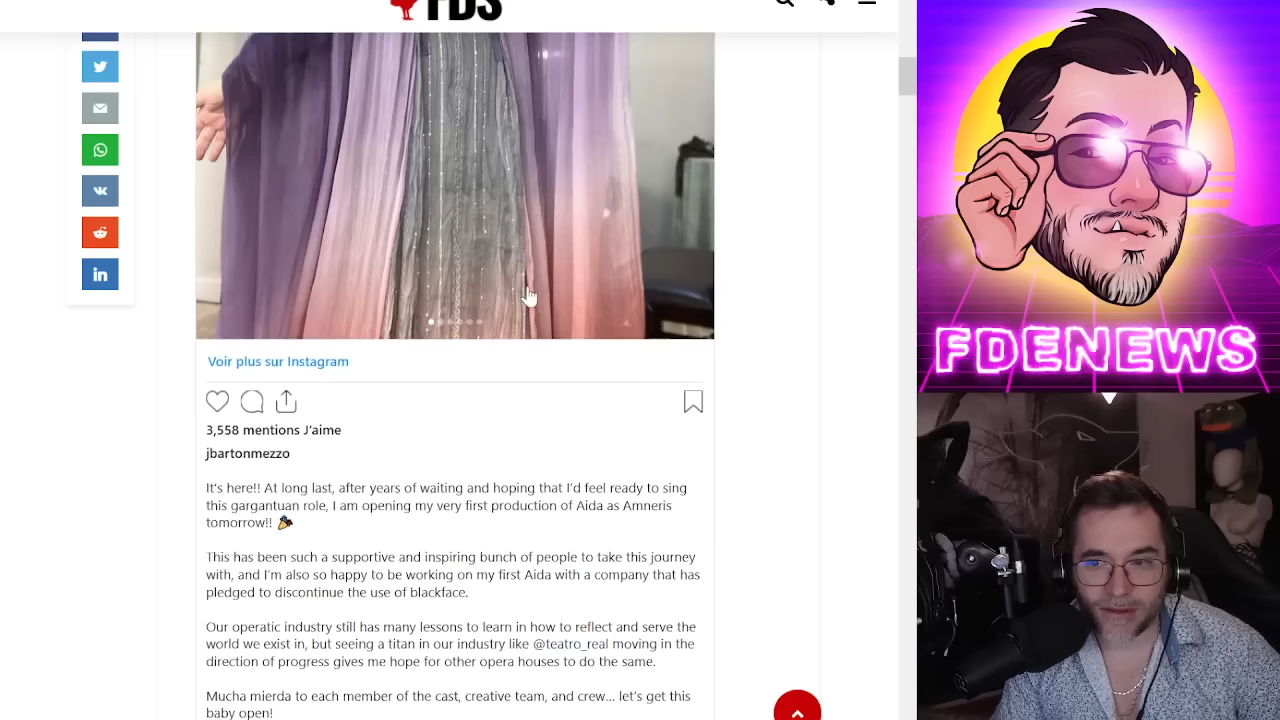 FDS
FDENEWS
Voir plus sur Instagram
3,558 mentions J’aime
jbartonmezzo
It’s here!! At long last, after years of waiting and hoping that I’d feel ready to sing
this gargantuan role, I am opening my very first production of Aida as Amneris
tomorrow!!
This has been such a supportive and inspiring bunch of people to take this journey
with, and I'm also so happy to be working on my first Aida with a company that has
pledged to discontinue the use of blackface.
Our operatic industry still has many lessons to learn in how to reflect and serve the
world we exist in, but seeing a titan in our industry like @teatro_real moving in the
direction of progress gives me hope for other opera houses to do the same.
Mucha mierda to each member of the cast, creative team, and crew... let’s get this
baby open!